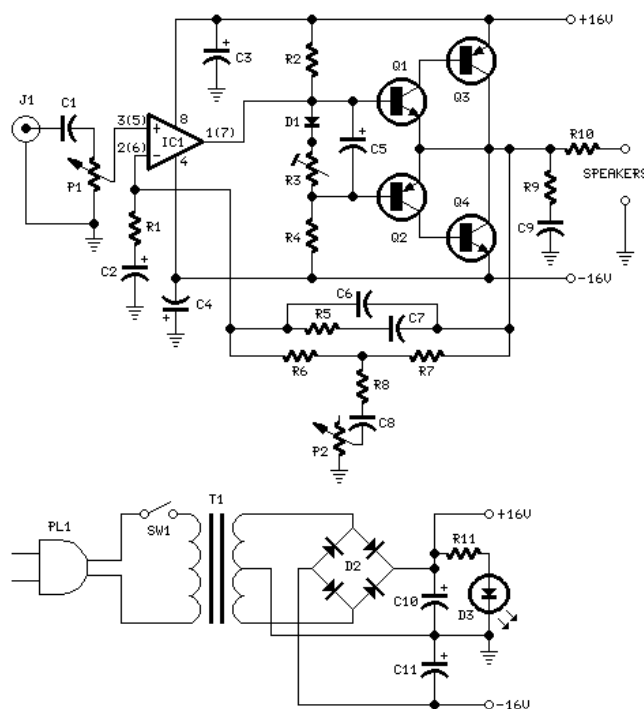 +16V
C3
R2
Q1
Q3
J1
C1
3(5)
+
8
IC1
1(7)
D1
C5
R10
2(6)
-
4
P1
R3
SPEAKERS
R9
R1
Q2
Q4
R4
C9
C2
C4
-16V
C6
R5
C7
R6
R7
R8
C8
P2
T1
PL1
SW1
+16V
R11
D2
C10
D3
C11
-16V